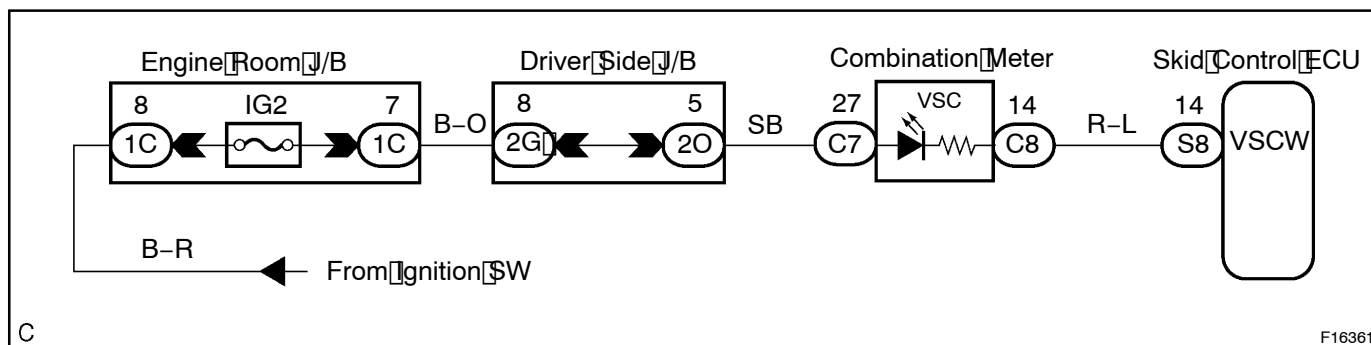 Engine Room J/B
Driver Side J/B
Combination Meter
Skid Control ECU
8
IG2
7
8
5
27
VSC
14
14
1C
1C
B–O
2G
2O
SB
C7
C8
R–L
S8
VSCW
B–R
From Ignition SW
C
F16361